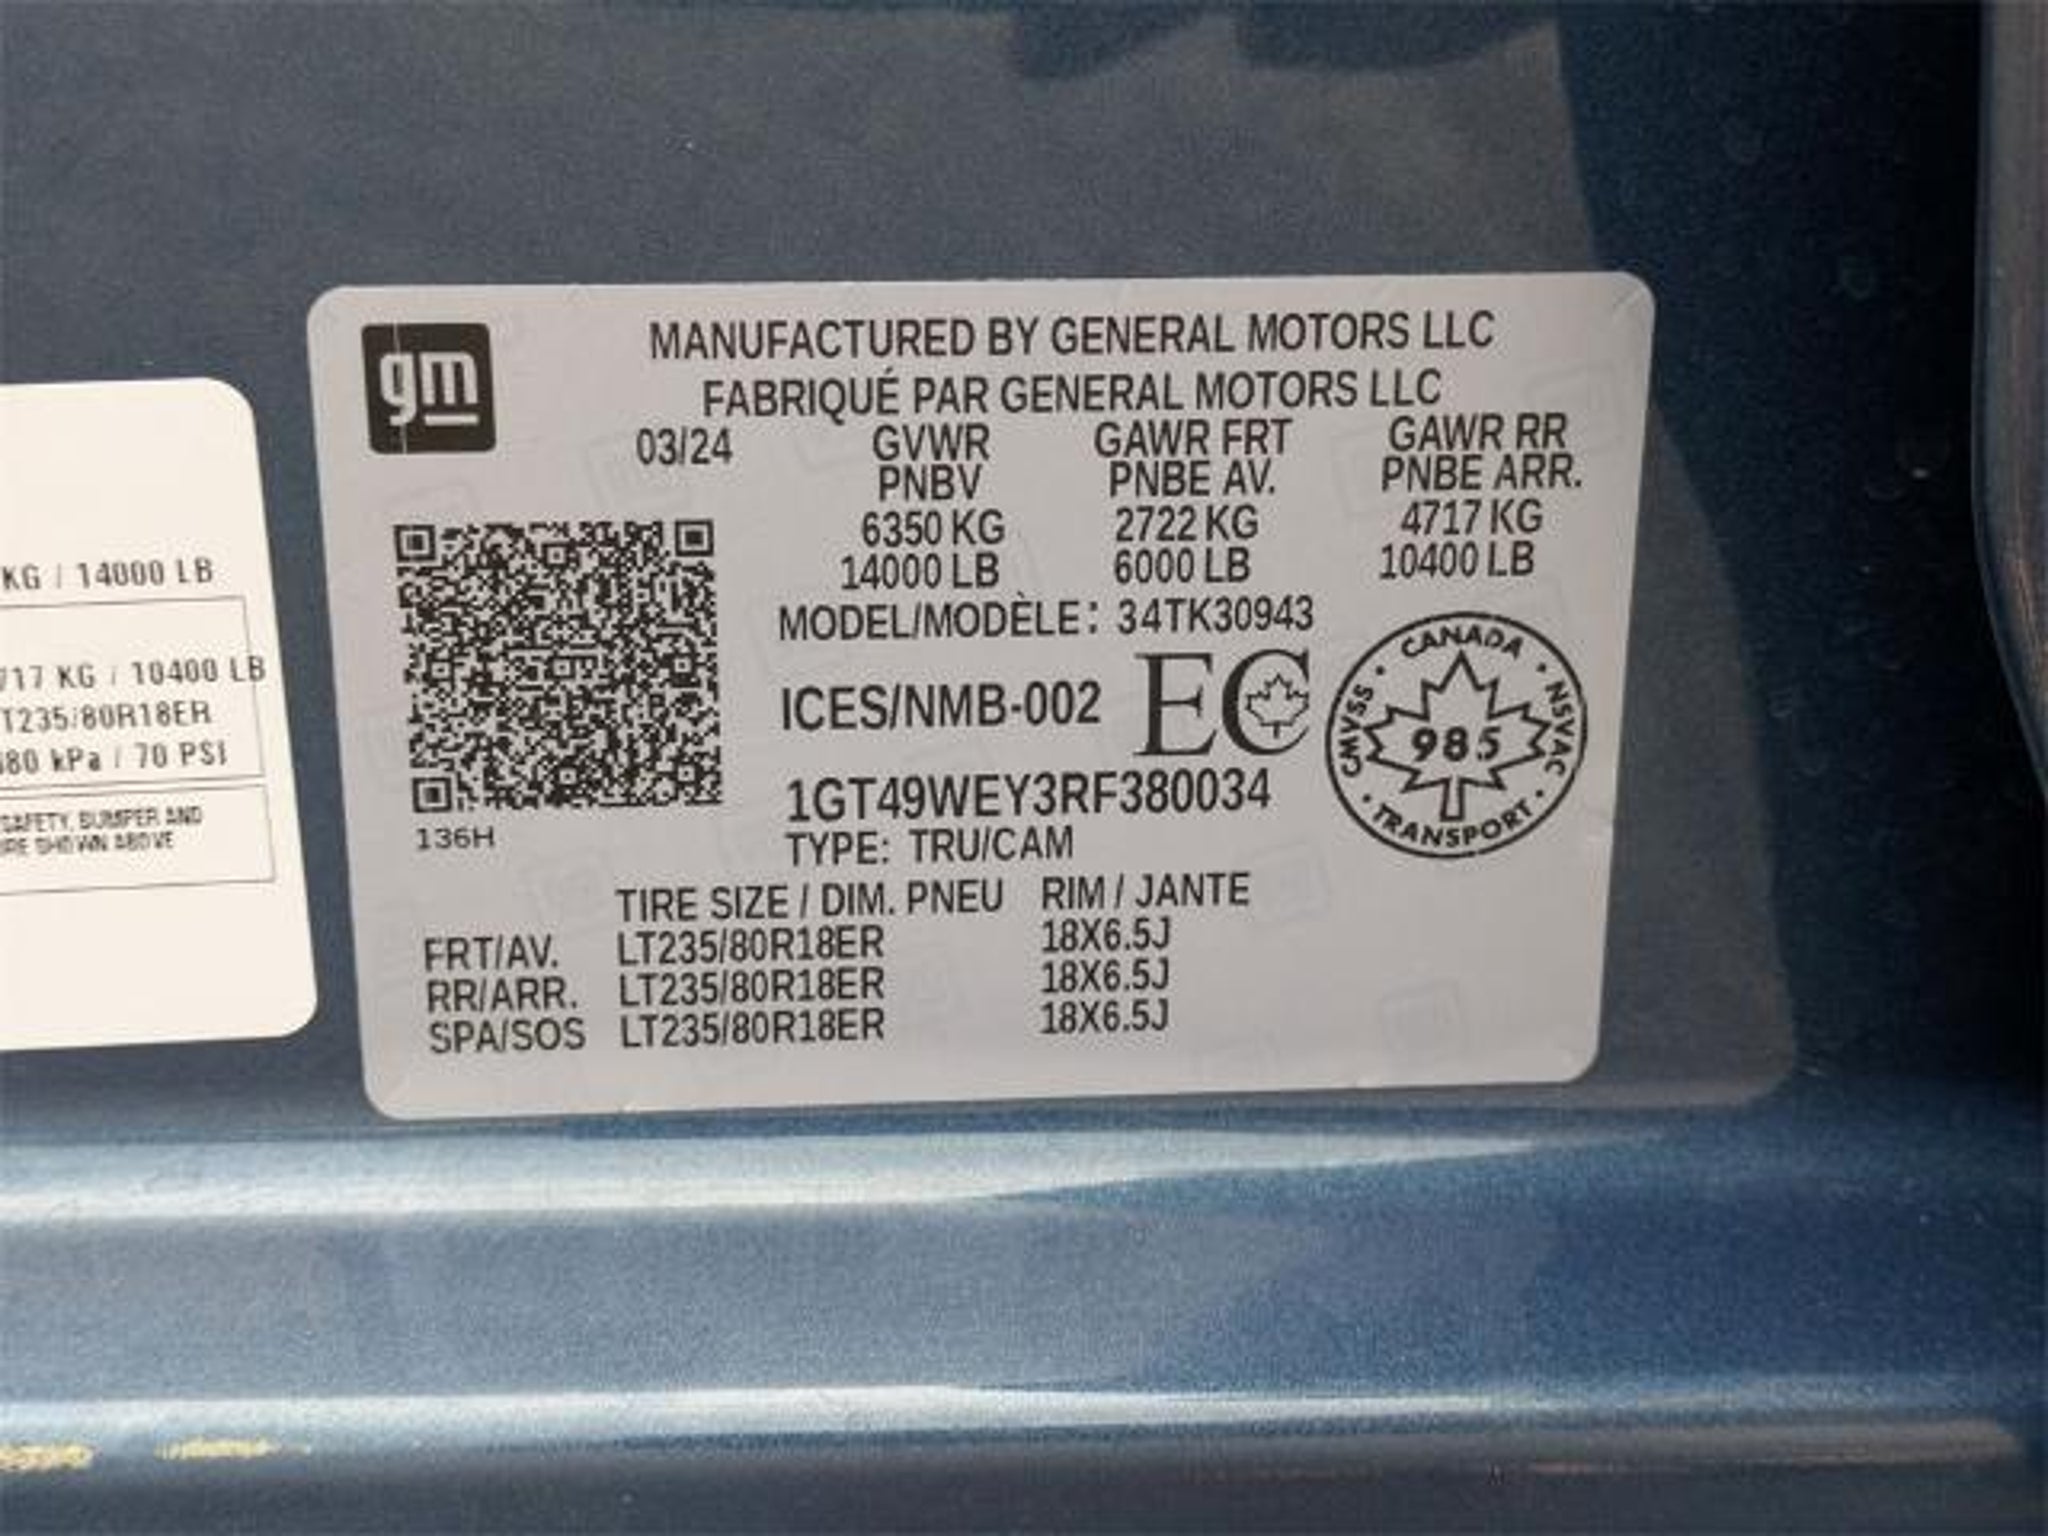 gm
MANUFACTURED BY GENERAL MOTORS LLC
FABRIQUÉ PAR GENERAL MOTORS LLC
03/24 GVWR GAWR FRT GAWR RR
PNBV PNBE AV. PNBE ARR.
6350 KG 2722 KG 4717 KG
14000 LB 6000 LB 10400 LB
MODEL/MODÈLE: 34TK30943
ICES/NMB-002 EC
CANADA
CMVSS 985 NSVAC
TRANSPORT
1GT49WEY3RF380034
136H TYPE: TRU/CAM
TIRE SIZE / DIM. PNEU RIM / JANTE
FRT/AV. LT235/80R18ER 18X6.5J
RR/ARR. LT235/80R18ER 18X6.5J
SPA/SOS LT235/80R18ER 18X6.5J
KG / 14000 LB
717 KG / 10400 LB
T235/80R18ER
80 kPa / 70 PSI
SAFETY, BUMPER AND
SHOWN ABOVE